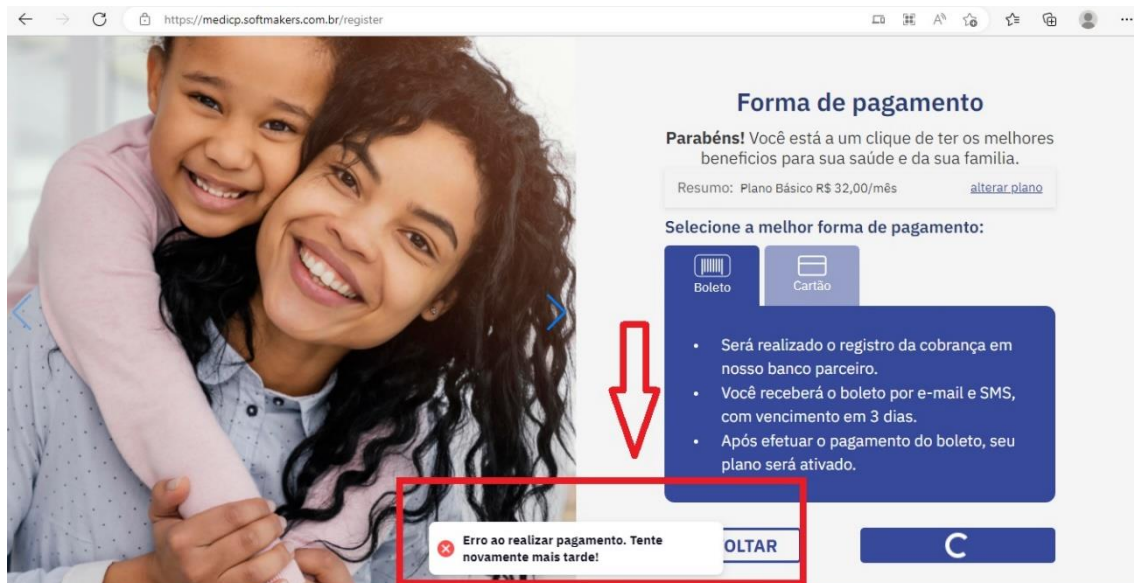 https://medicp.softmakers.com.br/register
Forma de pagamento
Parabéns! Você está a um clique de ter os melhores
beneficios para sua saúde e da sua familia.
Resumo: Plano Básico R$ 32,00/mês alterar plano
Selecione a melhor forma de pagamento:
Boleto Cartão
• Será realizado o registro da cobrança em
nosso banco parceiro.
• Você receberá o boleto por e-mail e SMS,
com vencimento em 3 dias.
• Após efetuar o pagamento do boleto, seu
plano será ativado.
Erro ao realizar pagamento. Tente
novamente mais tarde!
OLTAR